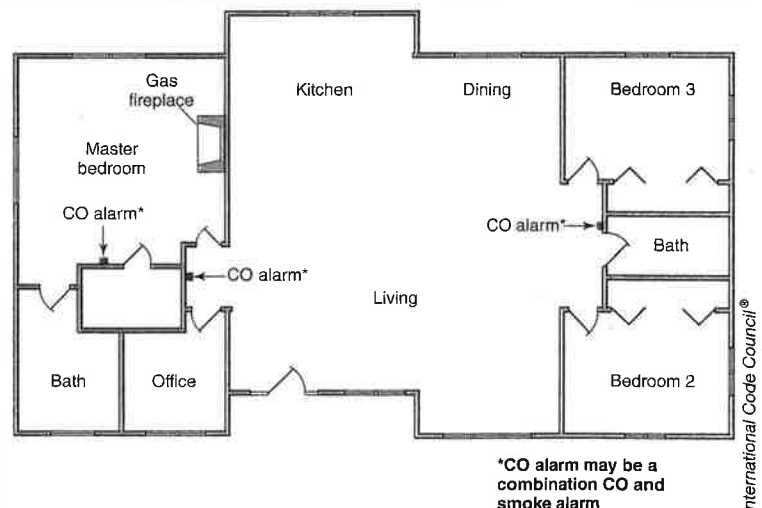 Gas
fireplace
Kitchen
Dining
Bedroom 3
Master
bedroom
CO alarm*
CO alarm*
Bath
CO alarm*
Living
Bath
Office
Bedroom 2
*CO alarm may be a
combination CO and
smoke alarm
International Code Council®